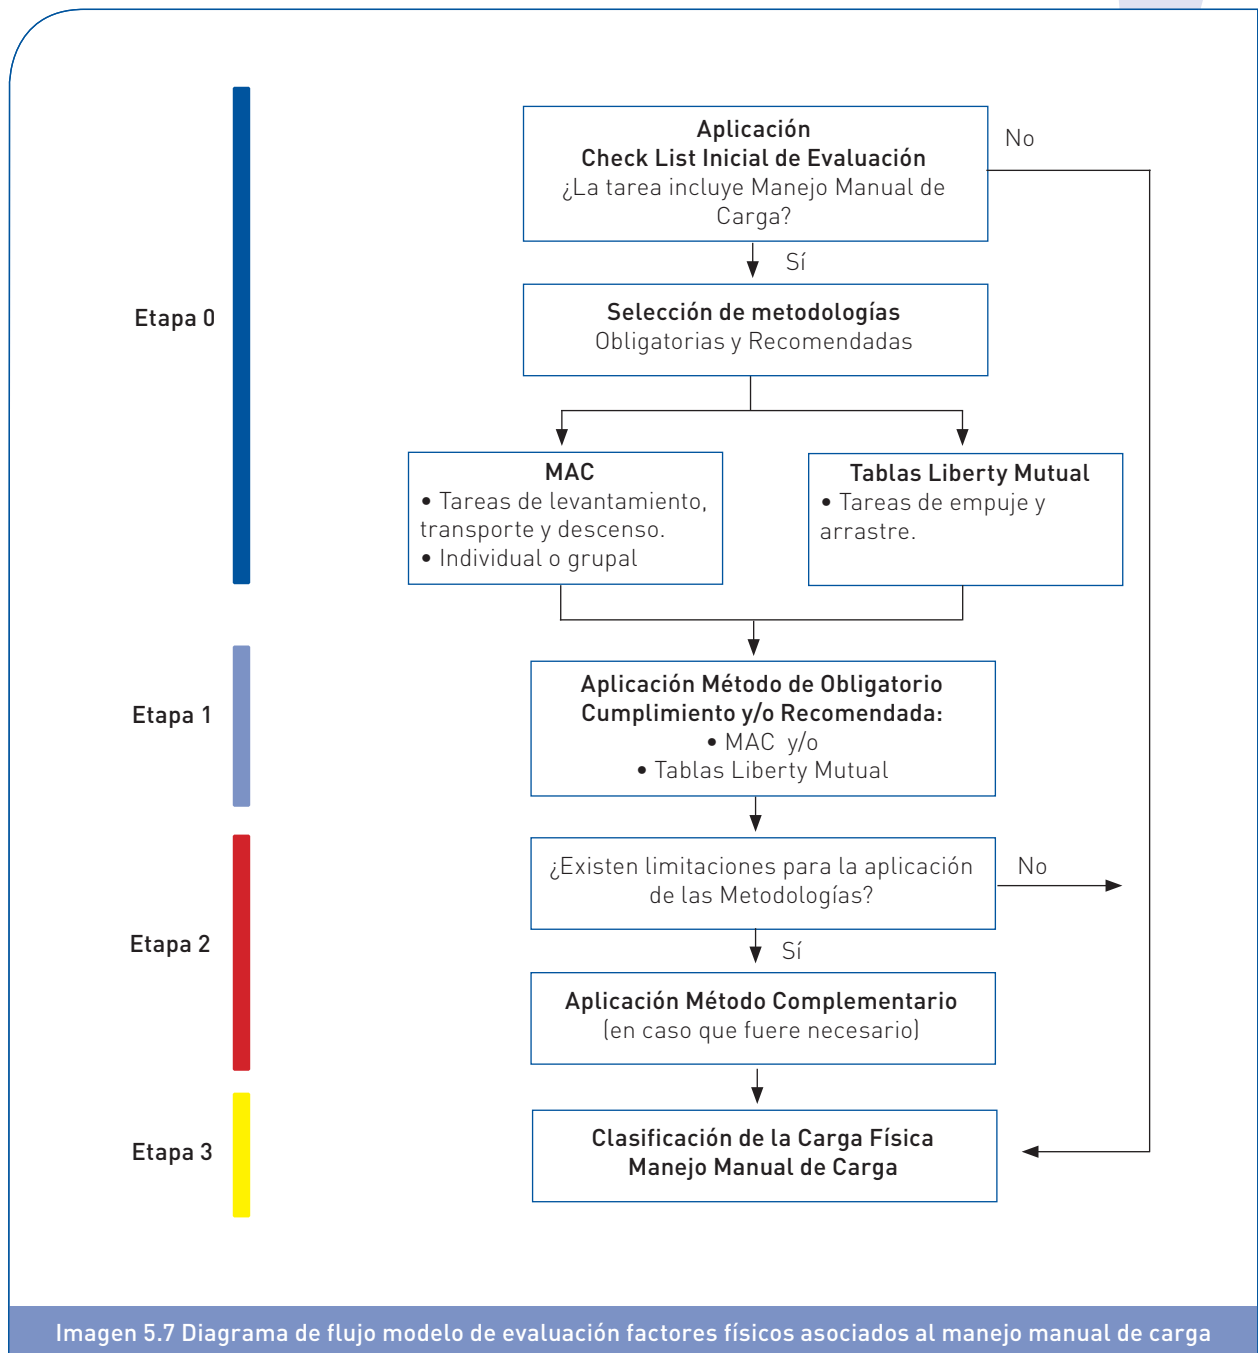 Aplicación
Check List Inicial de Evaluación
¿La tarea incluye Manejo Manual de
Carga?
No
Sí
Etapa 0
Selección de metodologías
Obligatorias y Recomendadas
MAC
• Tareas de levantamiento,
transporte y descenso.
• Individual o grupal
Tablas Liberty Mutual
• Tareas de empuje y
arrastre.
Etapa 1
Aplicación Método de Obligatorio
Cumplimiento y/o Recomendada:
• MAC y/o
• Tablas Liberty Mutual
Etapa 2
¿Existen limitaciones para la aplicación
de las Metodologías?
No
Sí
Aplicación Método Complementario
(en caso que fuere necesario)
Etapa 3
Clasificación de la Carga Física
Manejo Manual de Carga
Imagen 5.7 Diagrama de flujo modelo de evaluación factores físicos asociados al manejo manual de carga